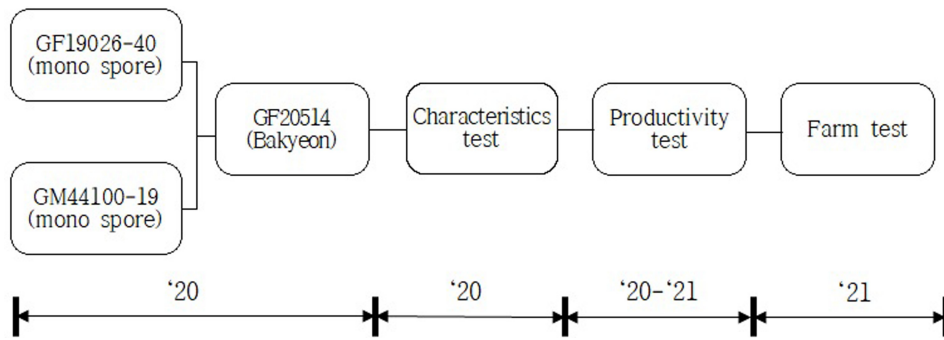 GF19026-40
(mono spore)
GM44100-19
(mono spore)
GF20514
(Bakyeon)
Characteristics
test
Productivity
test
Farm test
‘20
‘20
‘20-‘21
‘21